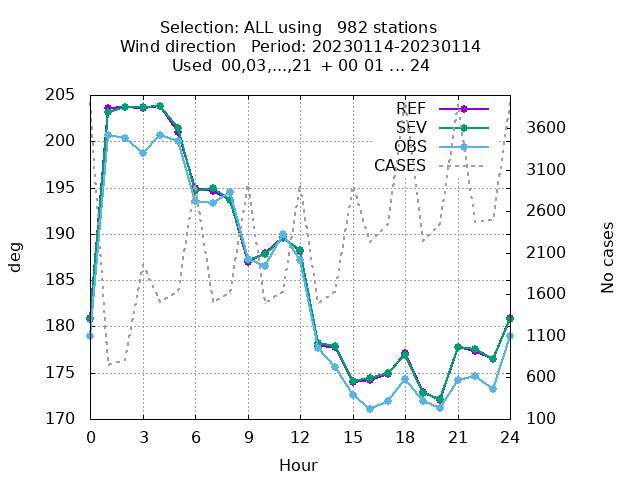 Selection: ALL using   982 stations
Wind direction   Period: 20230114-20230114
Used  00,03,...,21  + 00 01 ... 24
205
200
195
190
185
180
175
170
deg
REF
SEV
OBS
CASES
3600
3100
2600
2100
1600
1100
600
100
No cases
0 3 6 9 12 15 18 21 24
Hour